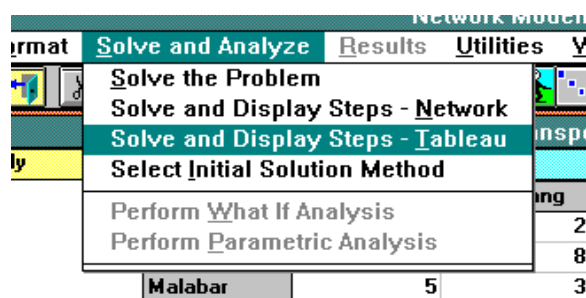 Network Model
rmat Solve and Analyze Results Utilities
Solve the Problem
Solve and Display Steps - Network
Solve and Display Steps - Tableau
Select Initial Solution Method
Perform What If Analysis
Perform Parametric Analysis
nspo
ly
ng
2
8
Malabar 5 3